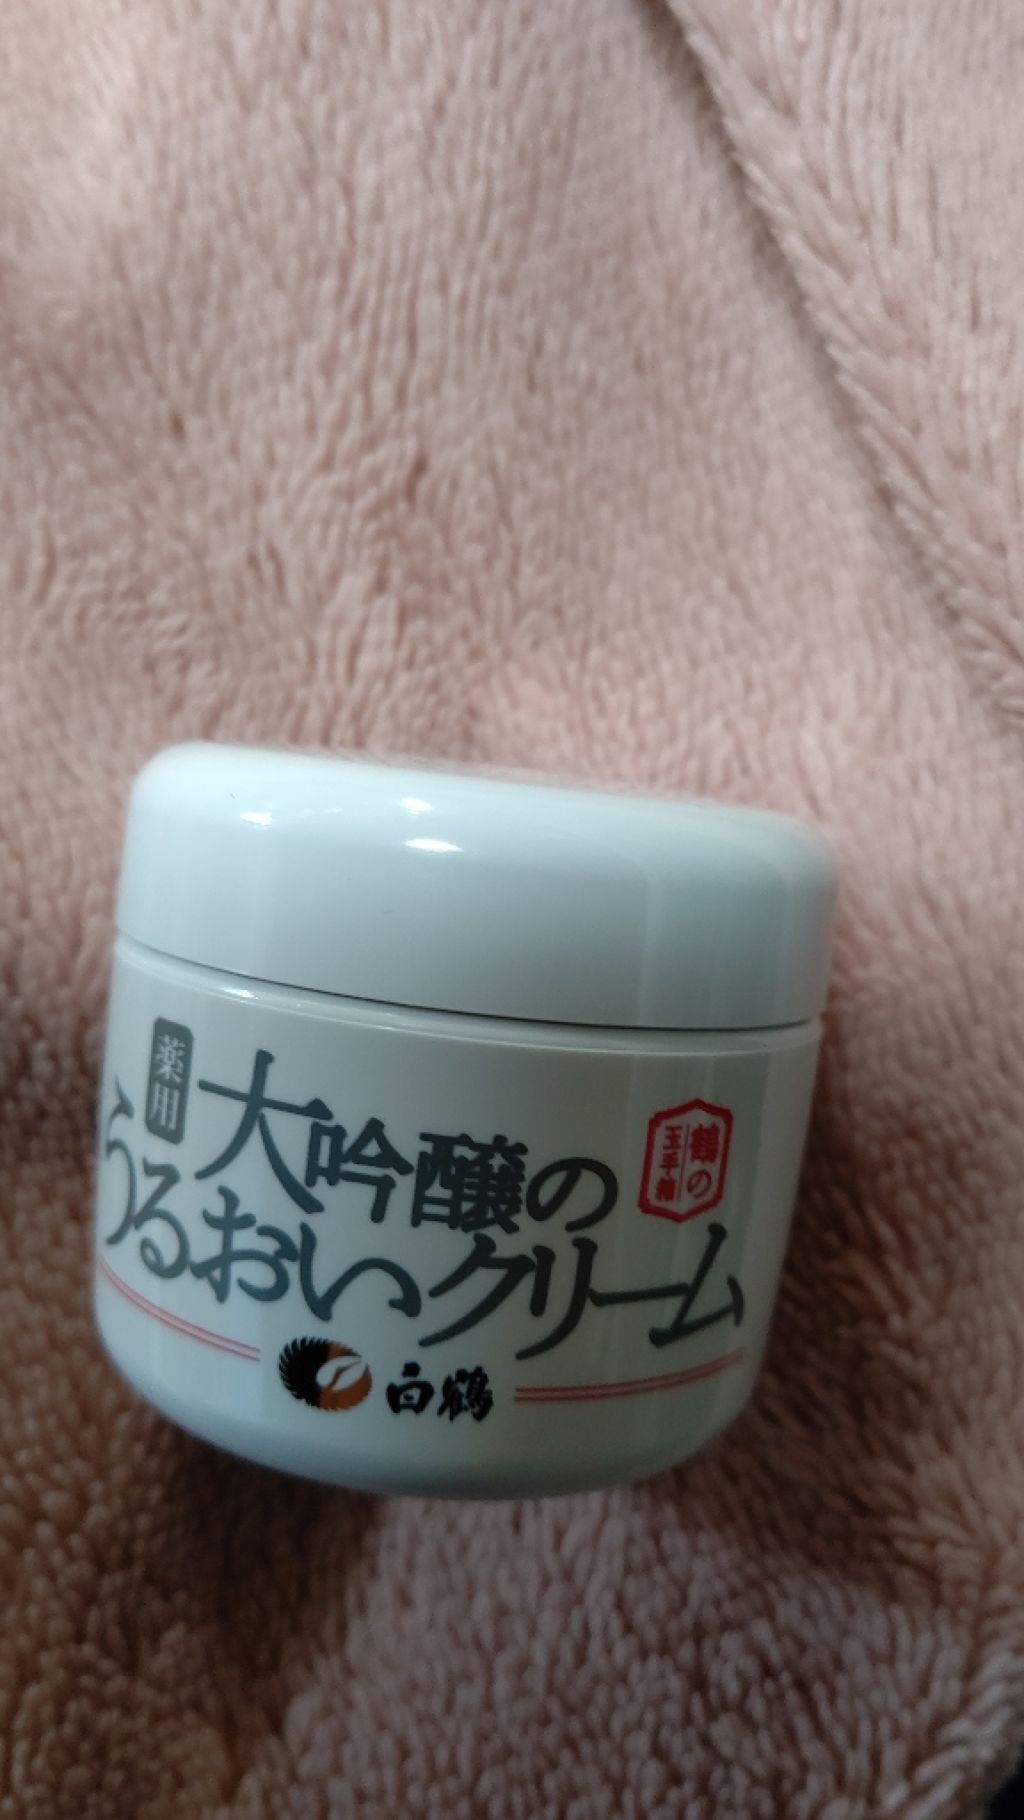 薬用
大吟醸の
うるおいクリーム
鶴の
玉手箱
白鶴